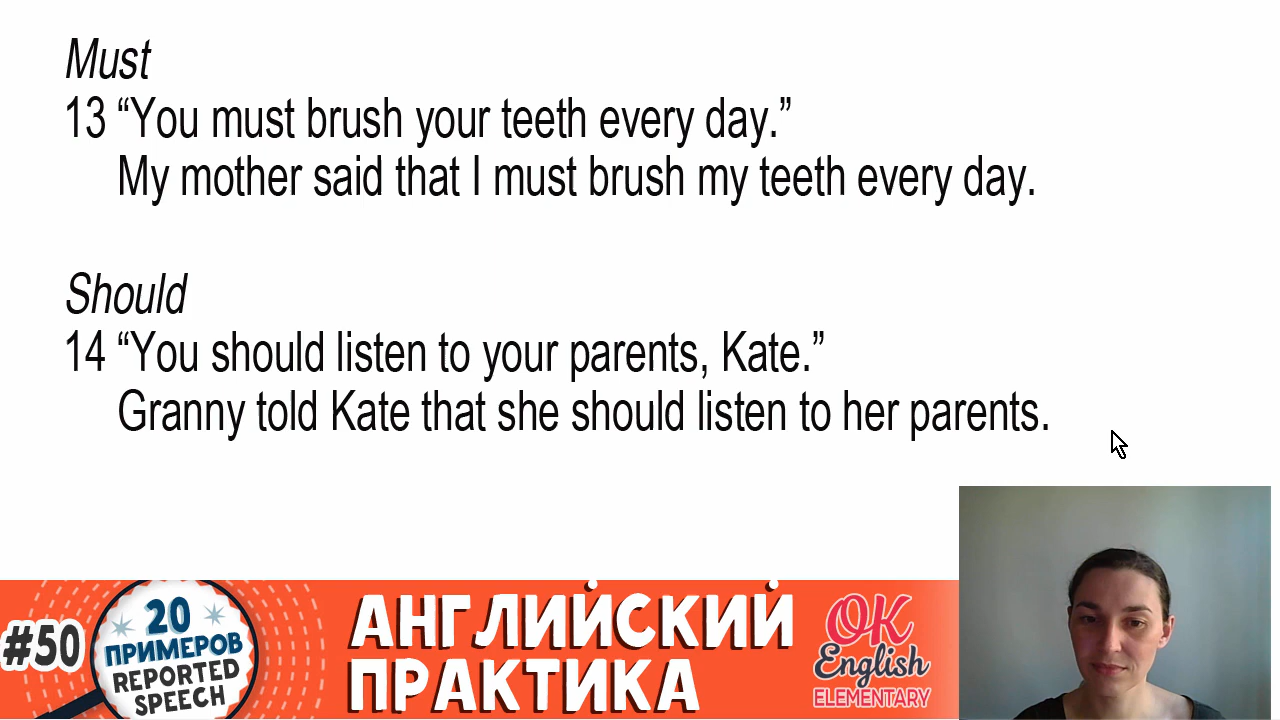 Must
13 “You must brush your teeth every day.”
My mother said that I must brush my teeth every day.
Should
14 “You should listen to your parents, Kate.”
Granny told Kate that she should listen to her parents.
#50
20
ПРИМЕРОВ
REPORTED
SPEECH
АНГЛИЙСКИЙ
ПРАКТИКА
OK
English
ELEMENTARY